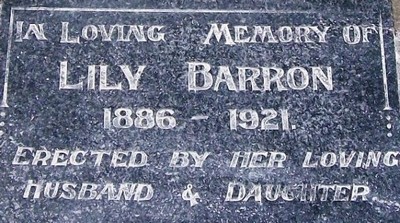 In Loving Memory Of
Lily Barron
1886 - 1921.
Erected by her loving
husband & Daughter